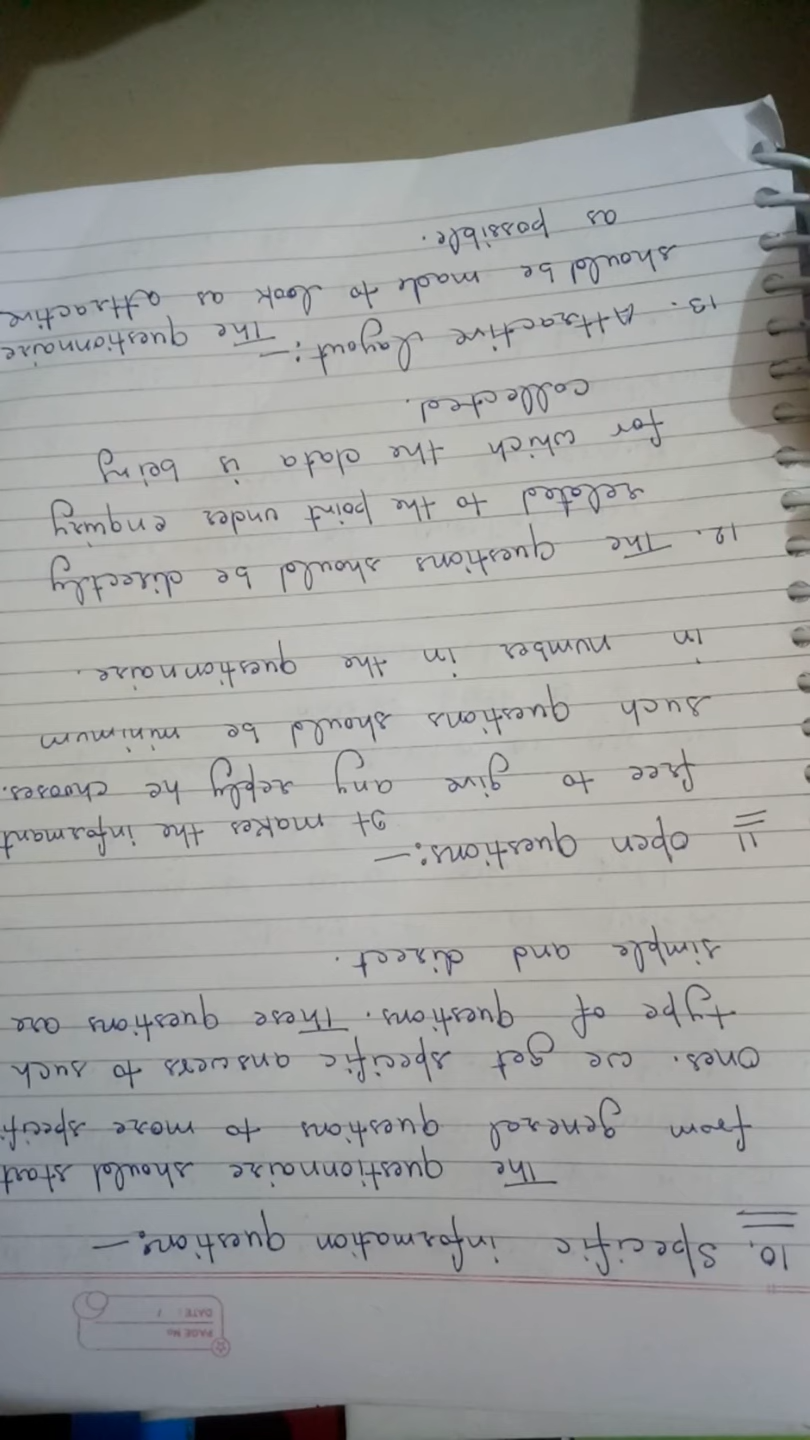 PAGE No
DATE: /
10. Specific information question:—
The questionnaire should start
from general questions to more specifi
ones. we get specific answers to such
type of questions. These questions are
simple and direct.
11 open questions:—
It makes the informant
free to give any reply he chooses.
such questions should be minimum
in number in the questionnaire.
12. The questions should be directly
related to the point under enquiry
for which the data is being
collected.
13. Attractive layout:— The questionnaire
should be made to look as attractive
as possible.